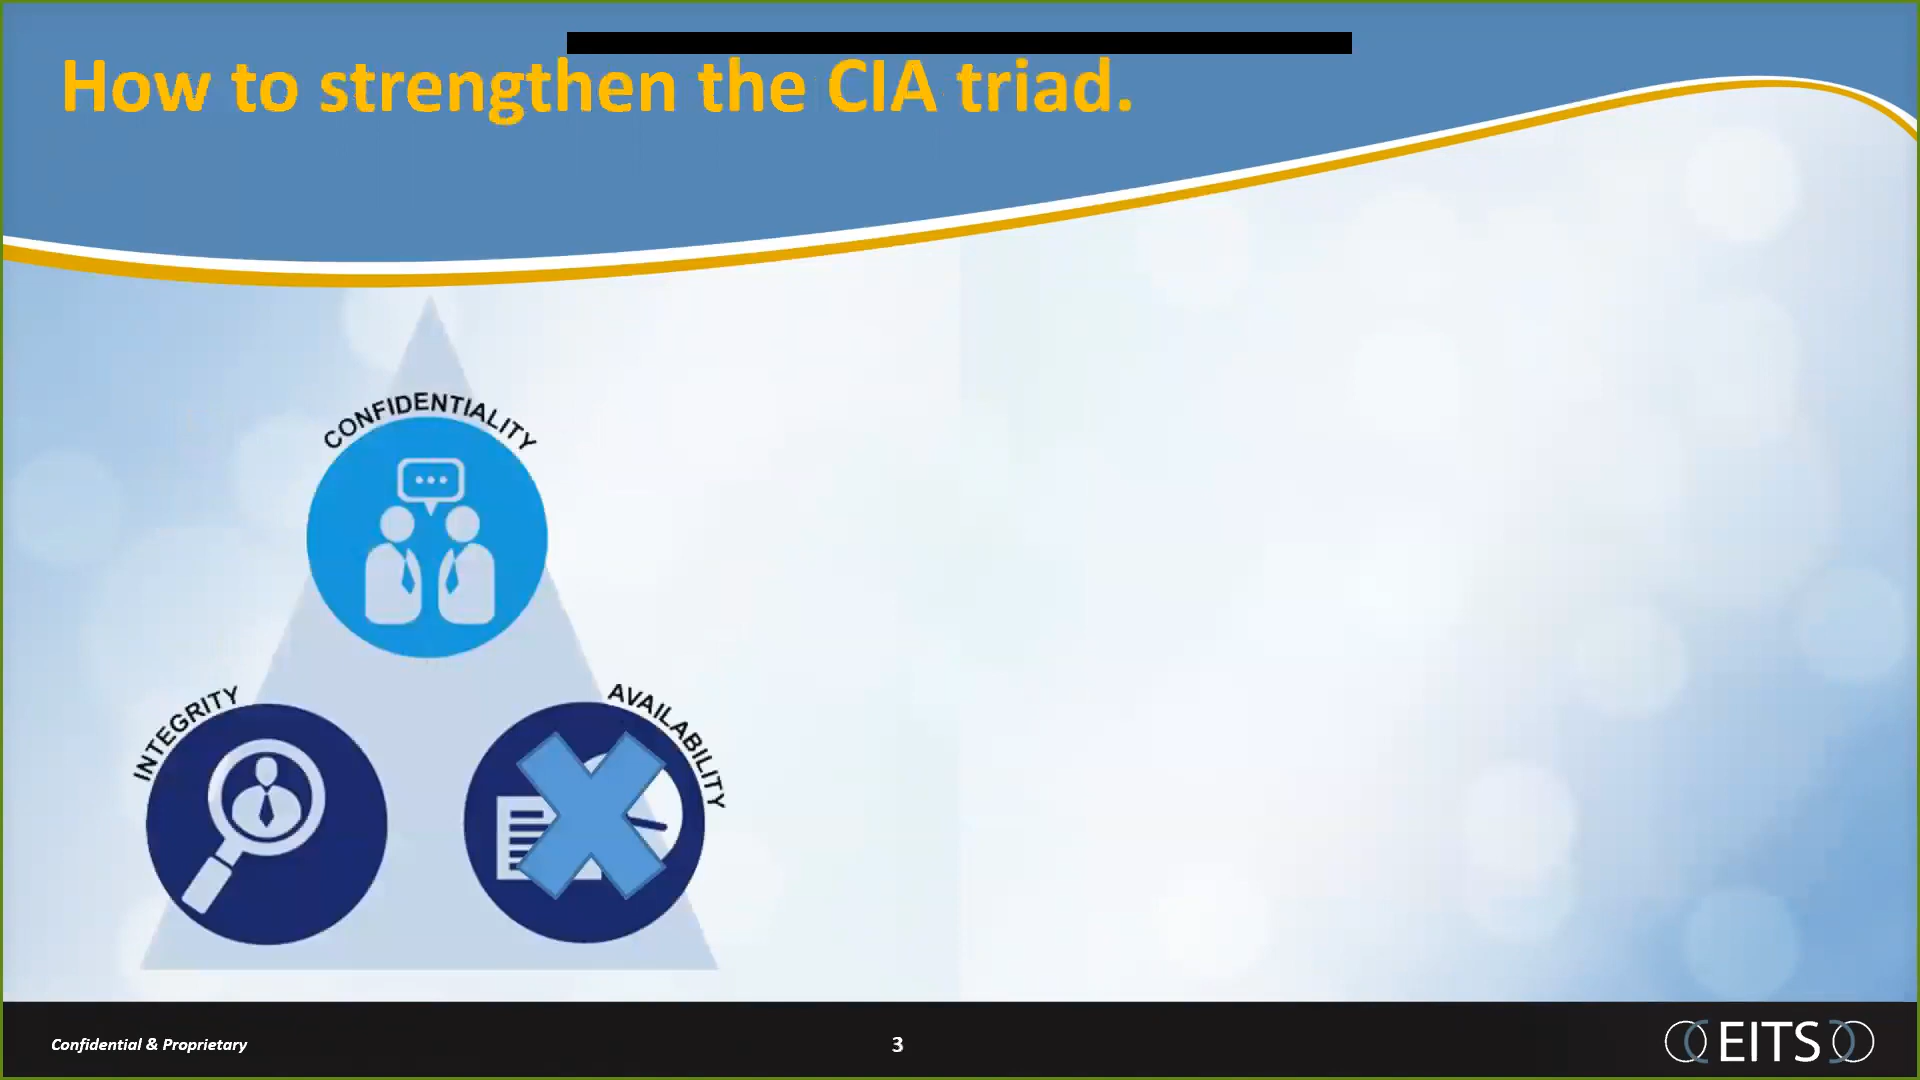 How to strengthen the CIA triad.
CONFIDENTIALITY
INTEGRITY
AVAILABILITY
Confidential & Proprietary
3
EITS